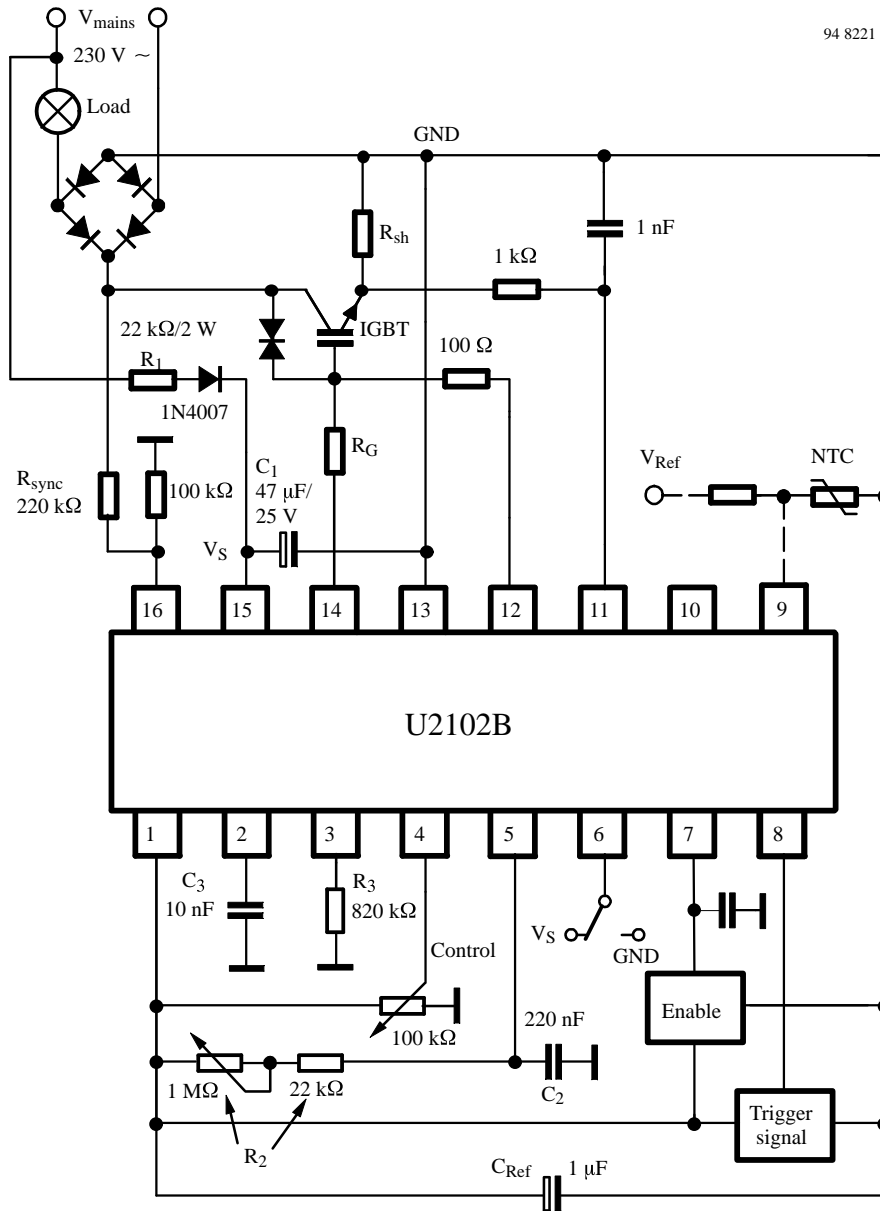 V_mains
94 8221
230 V ~
Load
GND
R_sh
1 nF
1 kΩ
22 kΩ/2 W
IGBT
R_1
100 Ω
1N4007
R_G
C_1
47 μF/
25 V
V_Ref
NTC
R_sync
220 kΩ
100 kΩ
V_S
16
15
14
13
12
11
10
9
U2102B
1
2
3
4
5
6
7
8
C_3
10 nF
R_3
820 kΩ
Control
V_S
GND
100 kΩ
220 nF
Enable
1 MΩ
22 kΩ
C_2
Trigger
signal
R_2
C_Ref
1 μF